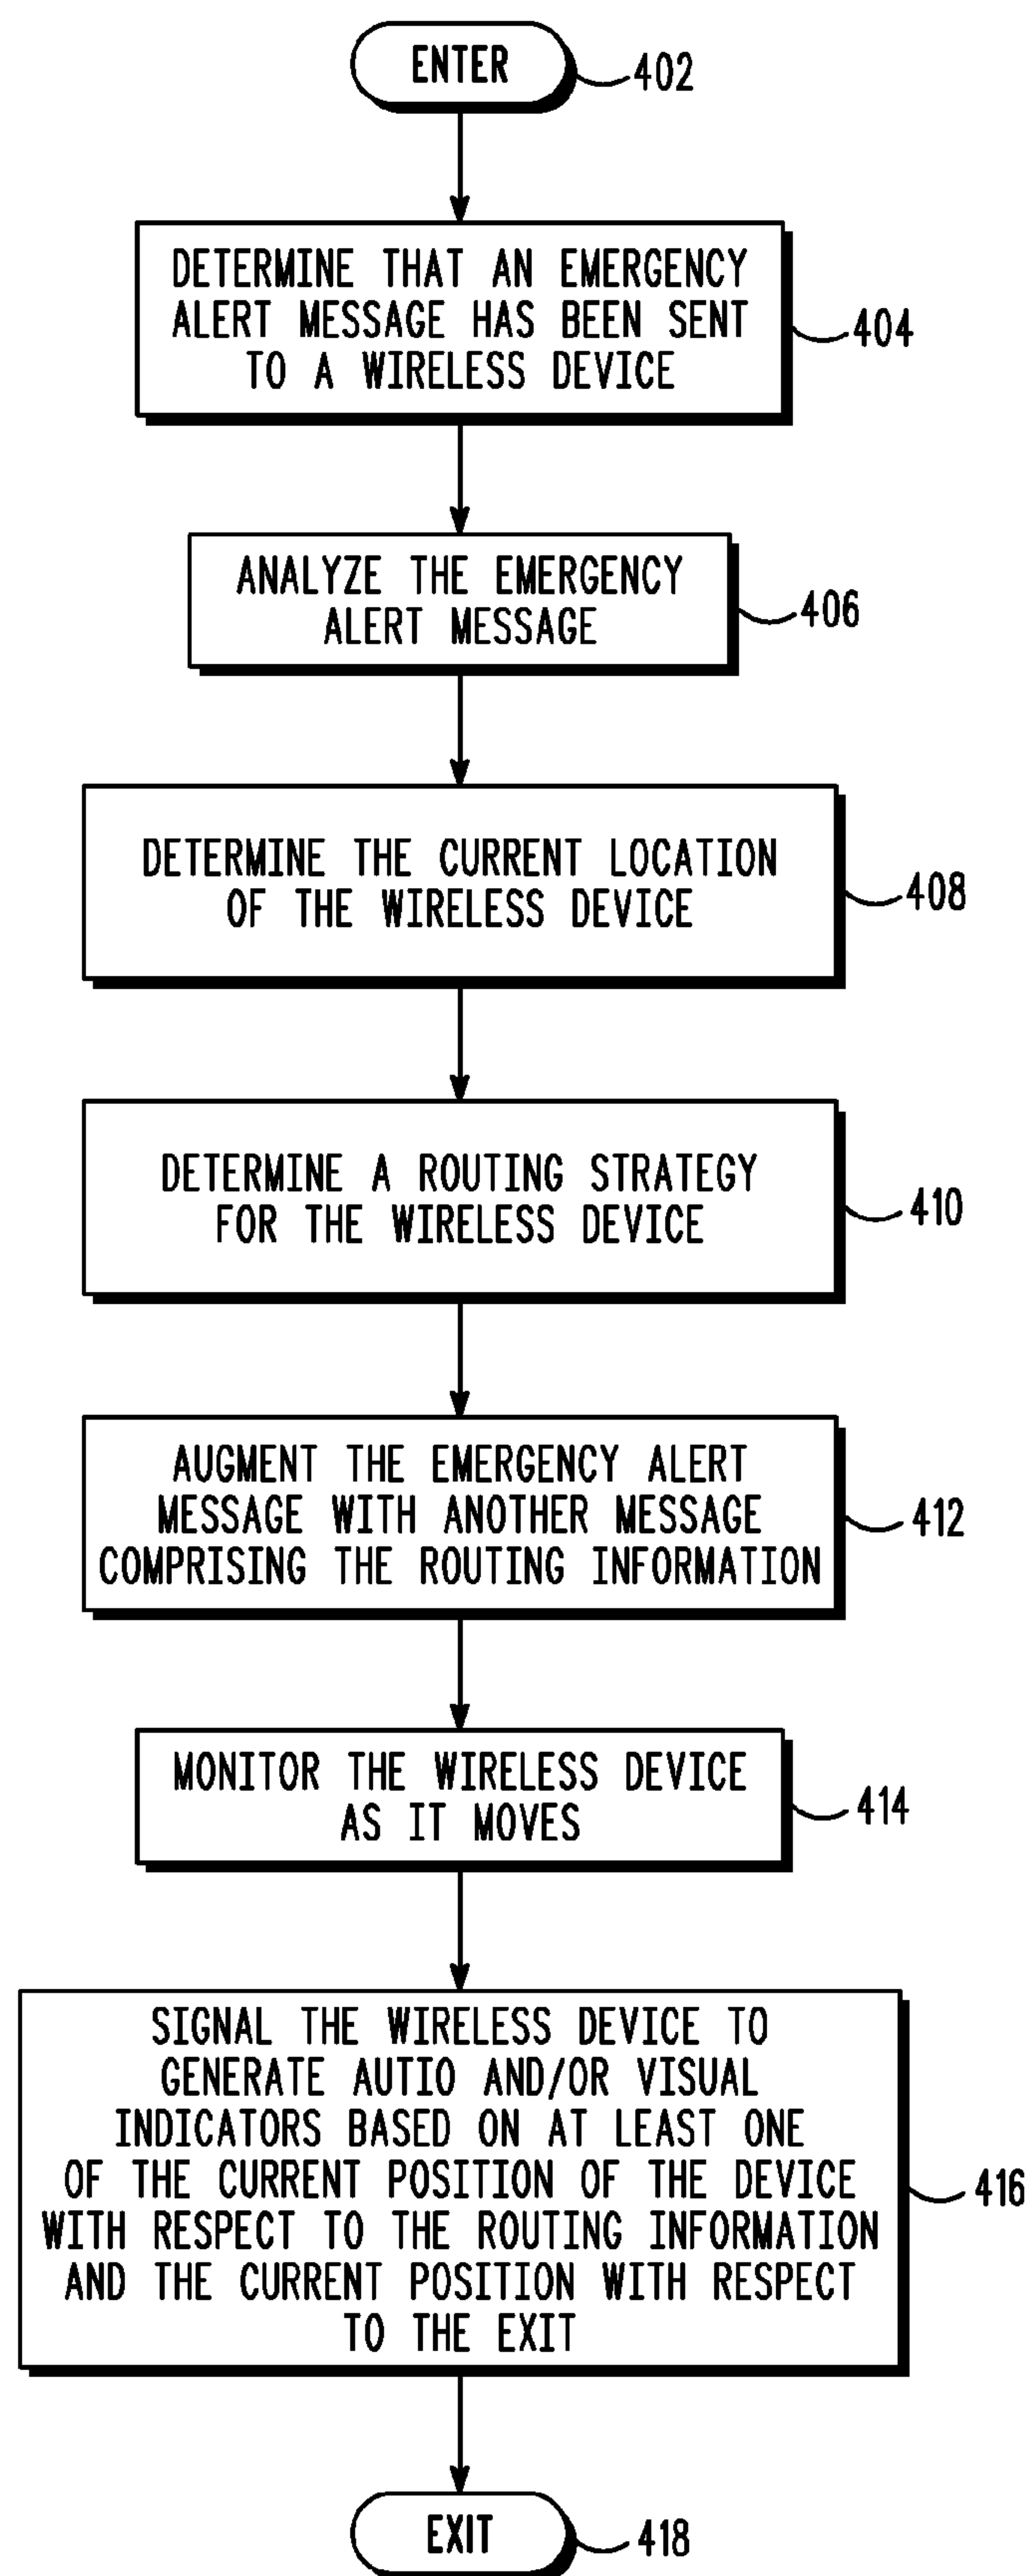 ENTER
402
DETERMINE THAT AN EMERGENCY
ALERT MESSAGE HAS BEEN SENT
TO A WIRELESS DEVICE
404
ANALYZE THE EMERGENCY
ALERT MESSAGE
406
DETERMINE THE CURRENT LOCATION
OF THE WIRELESS DEVICE
408
DETERMINE A ROUTING STRATEGY
FOR THE WIRELESS DEVICE
410
AUGMENT THE EMERGENCY ALERT
MESSAGE WITH ANOTHER MESSAGE
COMPRISING THE ROUTING INFORMATION
412
MONITOR THE WIRELESS DEVICE
AS IT MOVES
414
SIGNAL THE WIRELESS DEVICE TO
GENERATE AUTIO AND/OR VISUAL
INDICATORS BASED ON AT LEAST ONE
OF THE CURRENT POSITION OF THE DEVICE
WITH RESPECT TO THE ROUTING INFORMATION
AND THE CURRENT POSITION WITH RESPECT
TO THE EXIT
416
EXIT
418